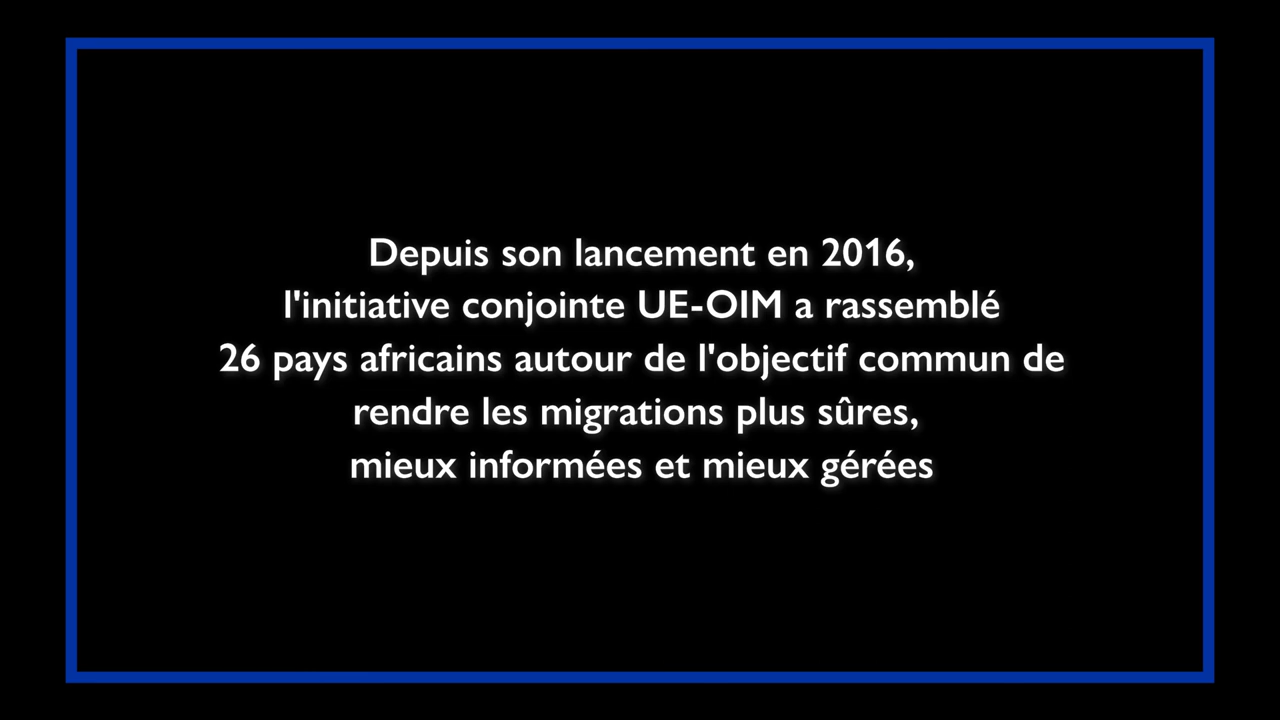 Depuis son lancement en 2016,
l'initiative conjointe UE-OIM a rassemblé
26 pays africains autour de l'objectif commun de
rendre les migrations plus sûres,
mieux informées et mieux gérées